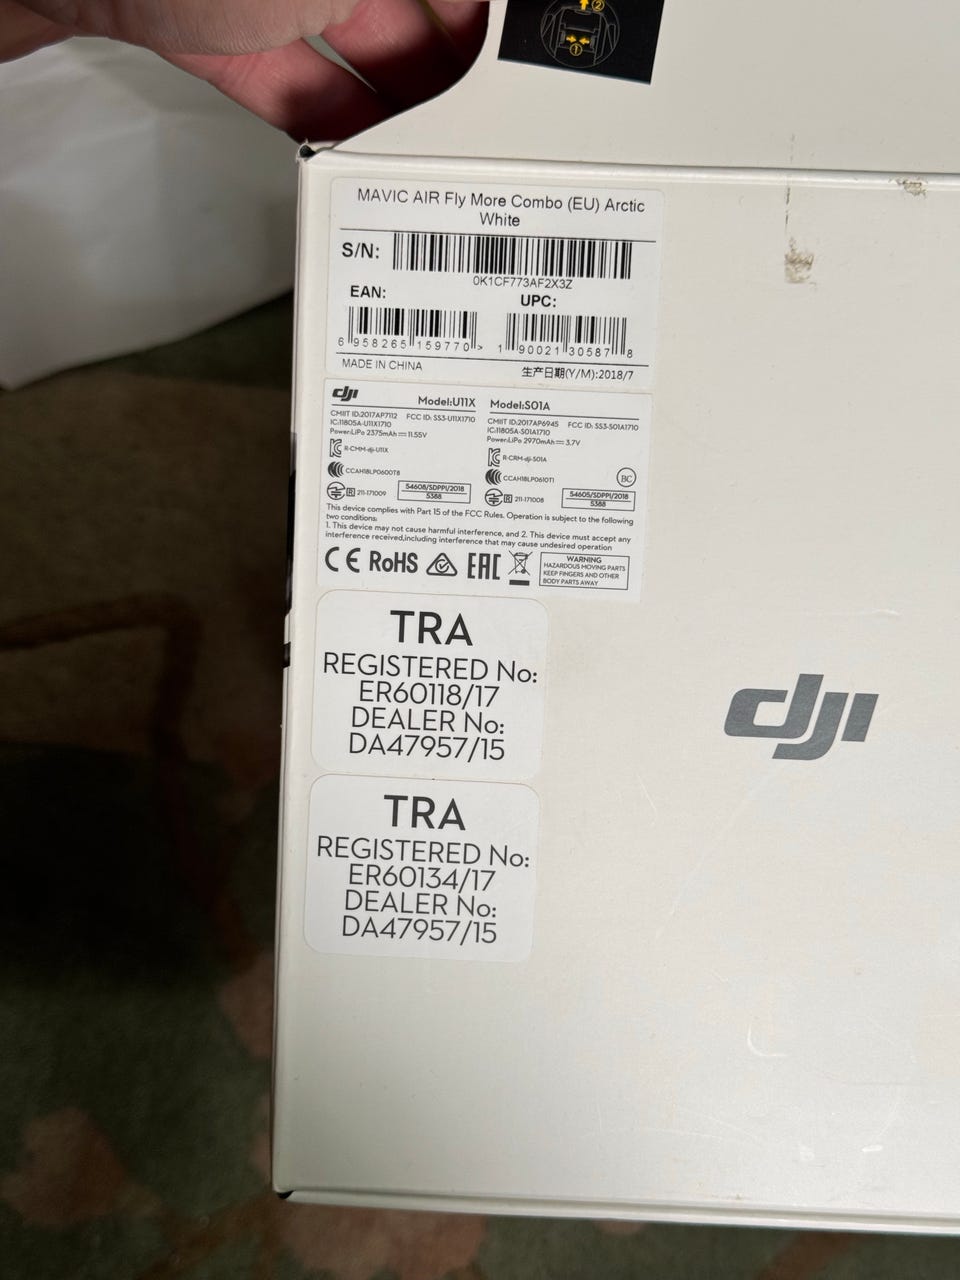 2
1
MAVIC AIR Fly More Combo (EU) Arctic
White
S/N:
0K1CF773AF2X3Z
EAN:
UPC:
6 958265 159770 >
1 90021 30587 8
MADE IN CHINA
生产日期(Y/M):2018/7
dji
Model:U11X
CMIIT ID:2017AP7112 FCC ID: SS3-U11X1710
IC:11805A-U11X1710
Power:LiPo 2375mAh 11.55V
R-CMM-dji-U11X
CCAH18LP0600T8
R 211-171009
54608/SDPPI/2018
5388
Model:S01A
CMIIT ID:2017AP6945 FCC ID: SS3-S01A1710
IC:11805A-S01A1710
Power:LiPo 2970mAh 3.7V
R-CRM-dji-S01A
CCAH18LP0610T1
BC
R 211-171008
54605/SDPPI/2018
5388
This device complies with Part 15 of the FCC Rules. Operation is subject to the following
two conditions:
1. This device may not cause harmful interference, and 2. This device must accept any
interference received,including interference that may cause undesired operation
CE RoHS EAC
WARNING
HAZARDOUS MOVING PARTS
KEEP FINGERS AND OTHER
BODY PARTS AWAY
TRA
REGISTERED No:
ER60118/17
DEALER No:
DA47957/15
dji
TRA
REGISTERED No:
ER60134/17
DEALER No:
DA47957/15